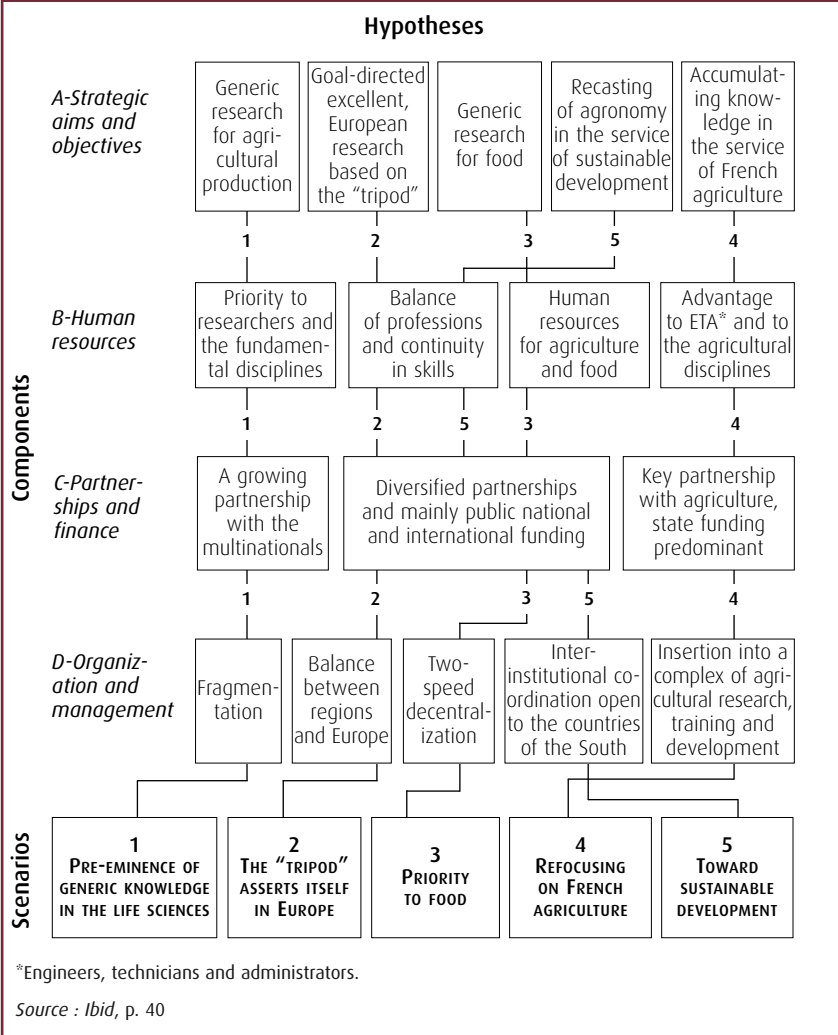 Hypotheses
A-Strategic
aims and
objectives
Generic
research
for agri-
cultural
production
Goal-directed
excellent,
European
research
based on
the “tripod”
Generic
research
for food
Recasting
of agronomy
in the service
of sustainable
development
Accumulat-
ing know-
ledge in
the service
of French
agriculture
1
2
3
5
4
Components
B-Human
resources
Priority to
researchers and
the fundamen-
tal disciplines
Balance
of professions
and continuity
in skills
Human
resources
for agriculture
and food
Advantage
to ETA* and to
the agricultural
disciplines
1
2
5
3
4
C-Partner-
ships and
finance
A growing
partnership
with the
multinationals
Diversified partnerships
and mainly public national
and international funding
Key partnership
with agriculture,
state funding
predominant
1
2
3
5
4
D-Organiz-
ation and
management
Fragmen-
tation
Balance
between
regions
and Europe
Two-
speed
decentral-
ization
Inter-
institutional co-
ordination open
to the countries
of the South
Insertion into a
complex of agri-
cultural research,
training and
development
Scenarios
1
PRE-EMINENCE OF
GENERIC KNOWLEDGE
IN THE LIFE SCIENCES
2
THE “TRIPOD”
ASSERTS ITSELF
IN EUROPE
3
PRIORITY
TO FOOD
4
REFOCUSING
ON FRENCH
AGRICULTURE
5
TOWARD
SUSTAINABLE
DEVELOPMENT
*Engineers, technicians and administrators.
Source : Ibid, p. 40